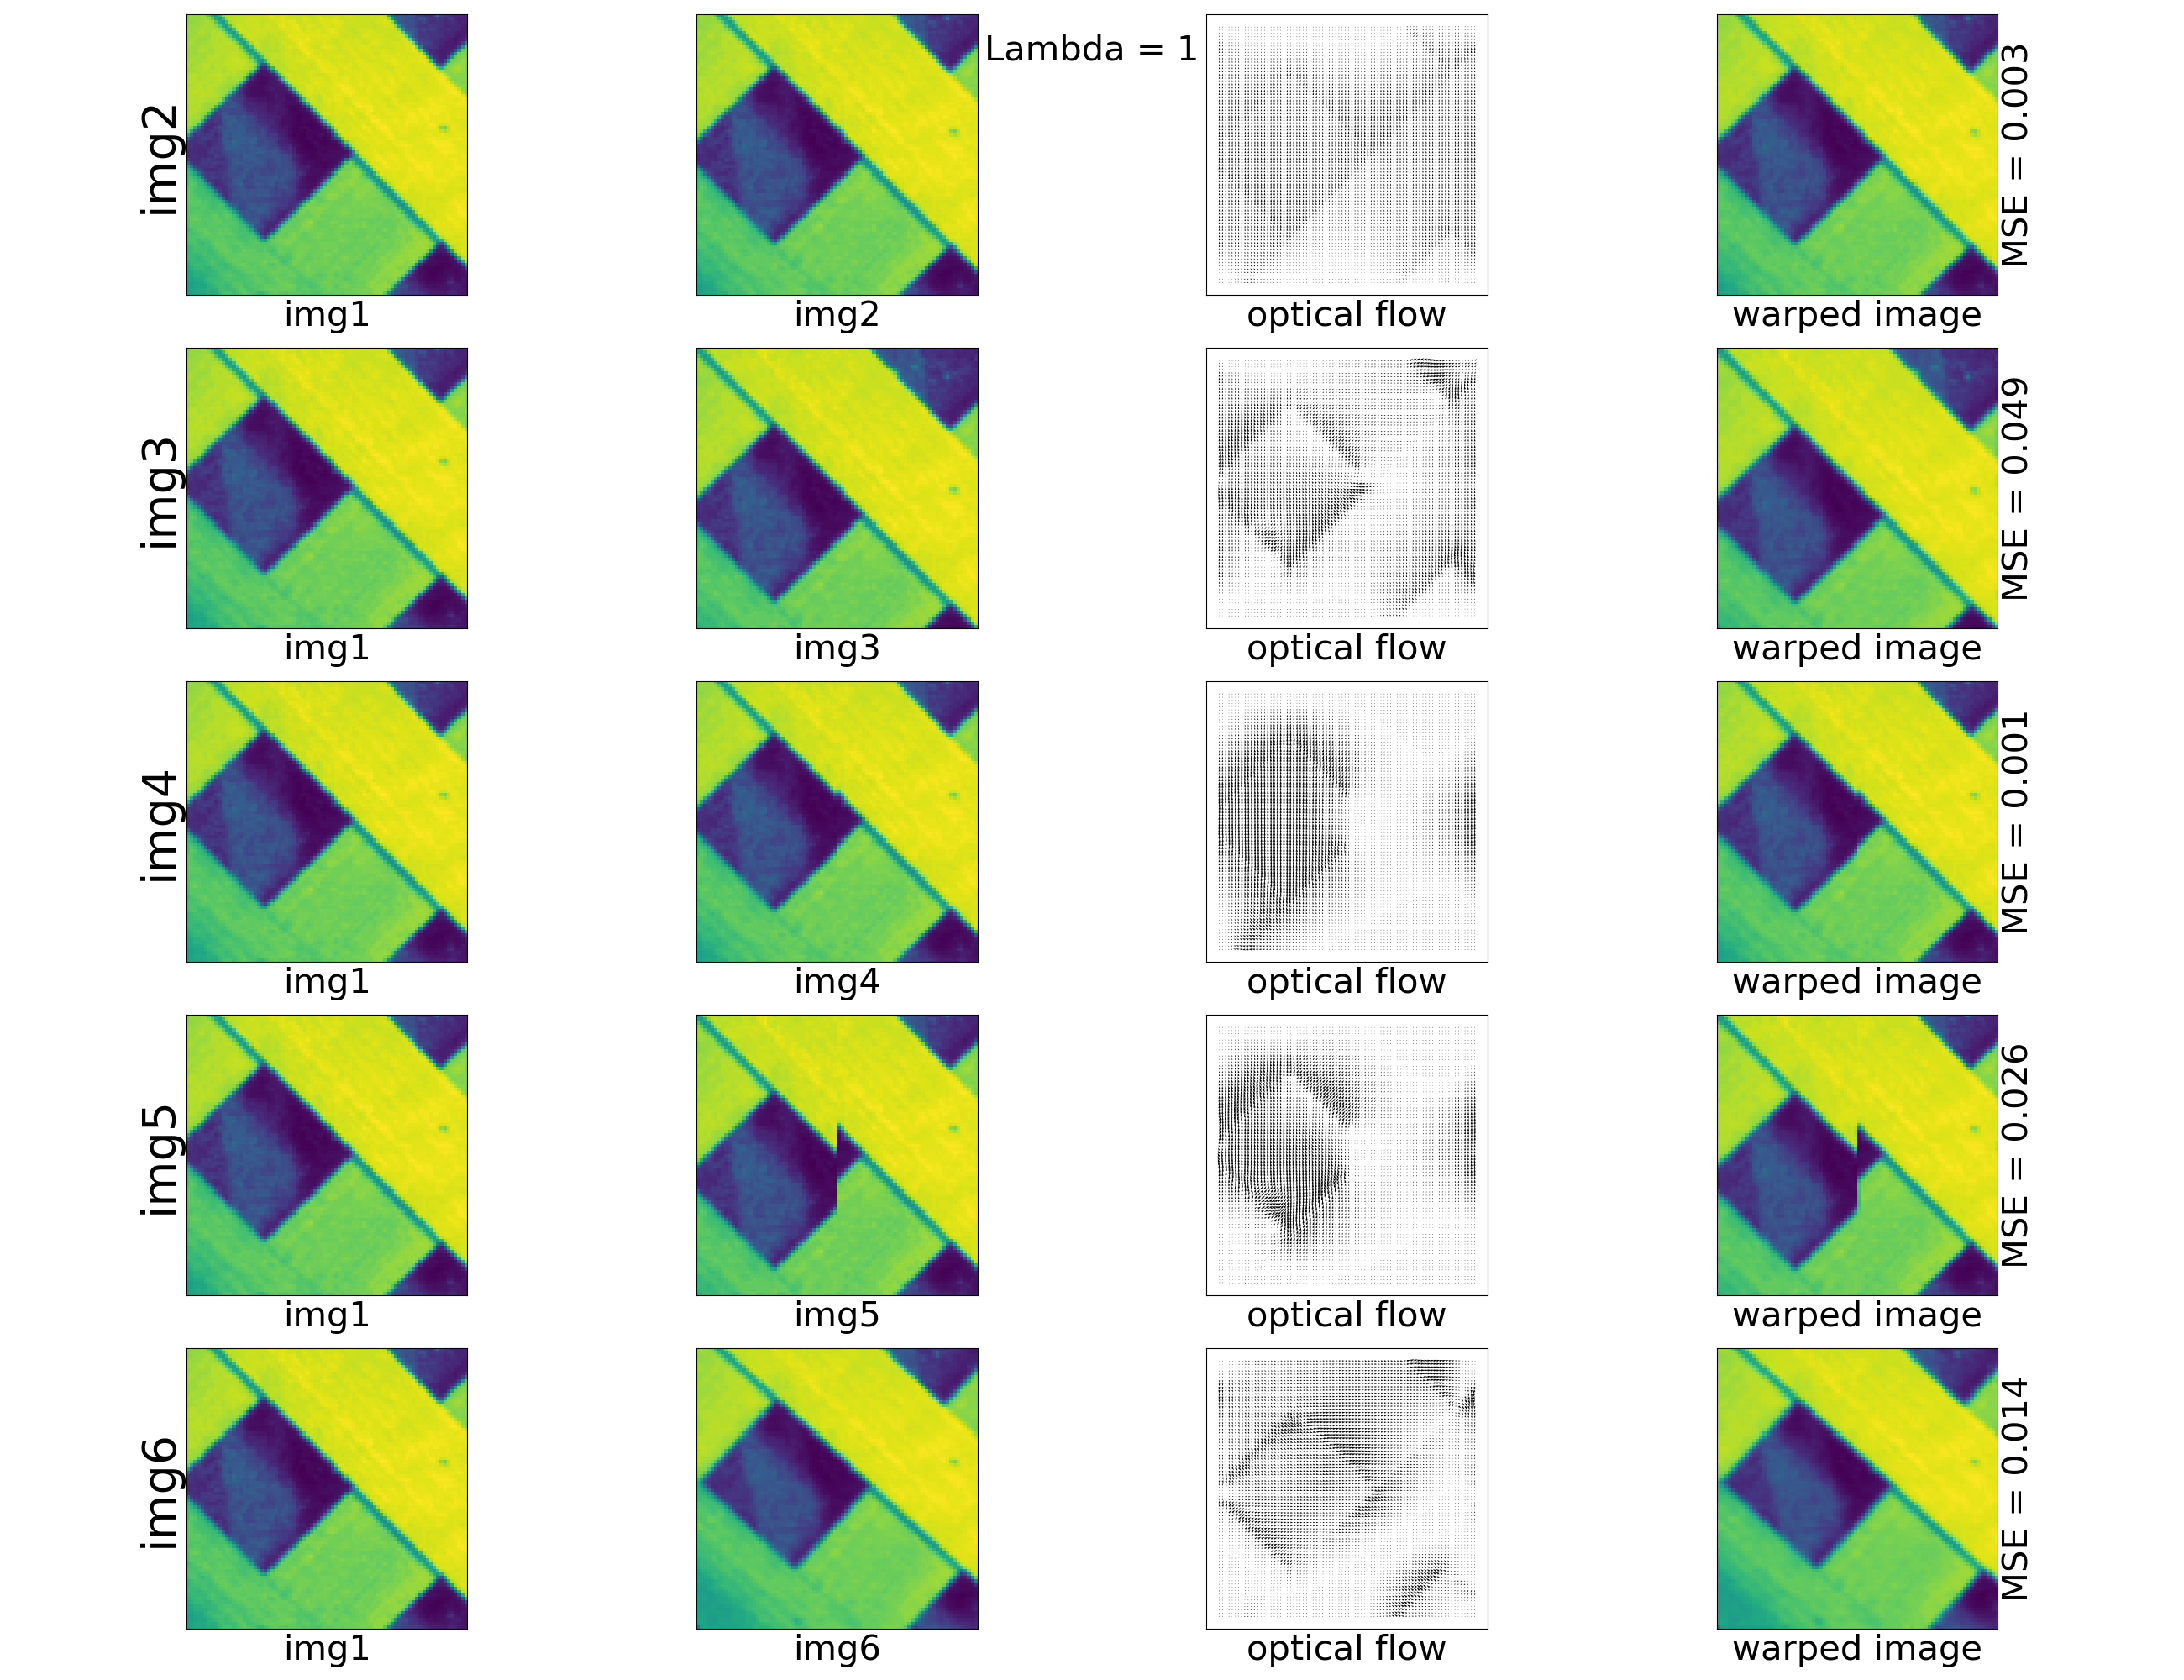 Lambda = 1
img2
MSE = 0.003
img1
img2
optical flow
warped image
img3
MSE = 0.049
img1
img3
optical flow
warped image
img4
MSE = 0.001
img1
img4
optical flow
warped image
img5
MSE = 0.026
img1
img5
optical flow
warped image
img6
MSE = 0.014
img1
img6
optical flow
warped image